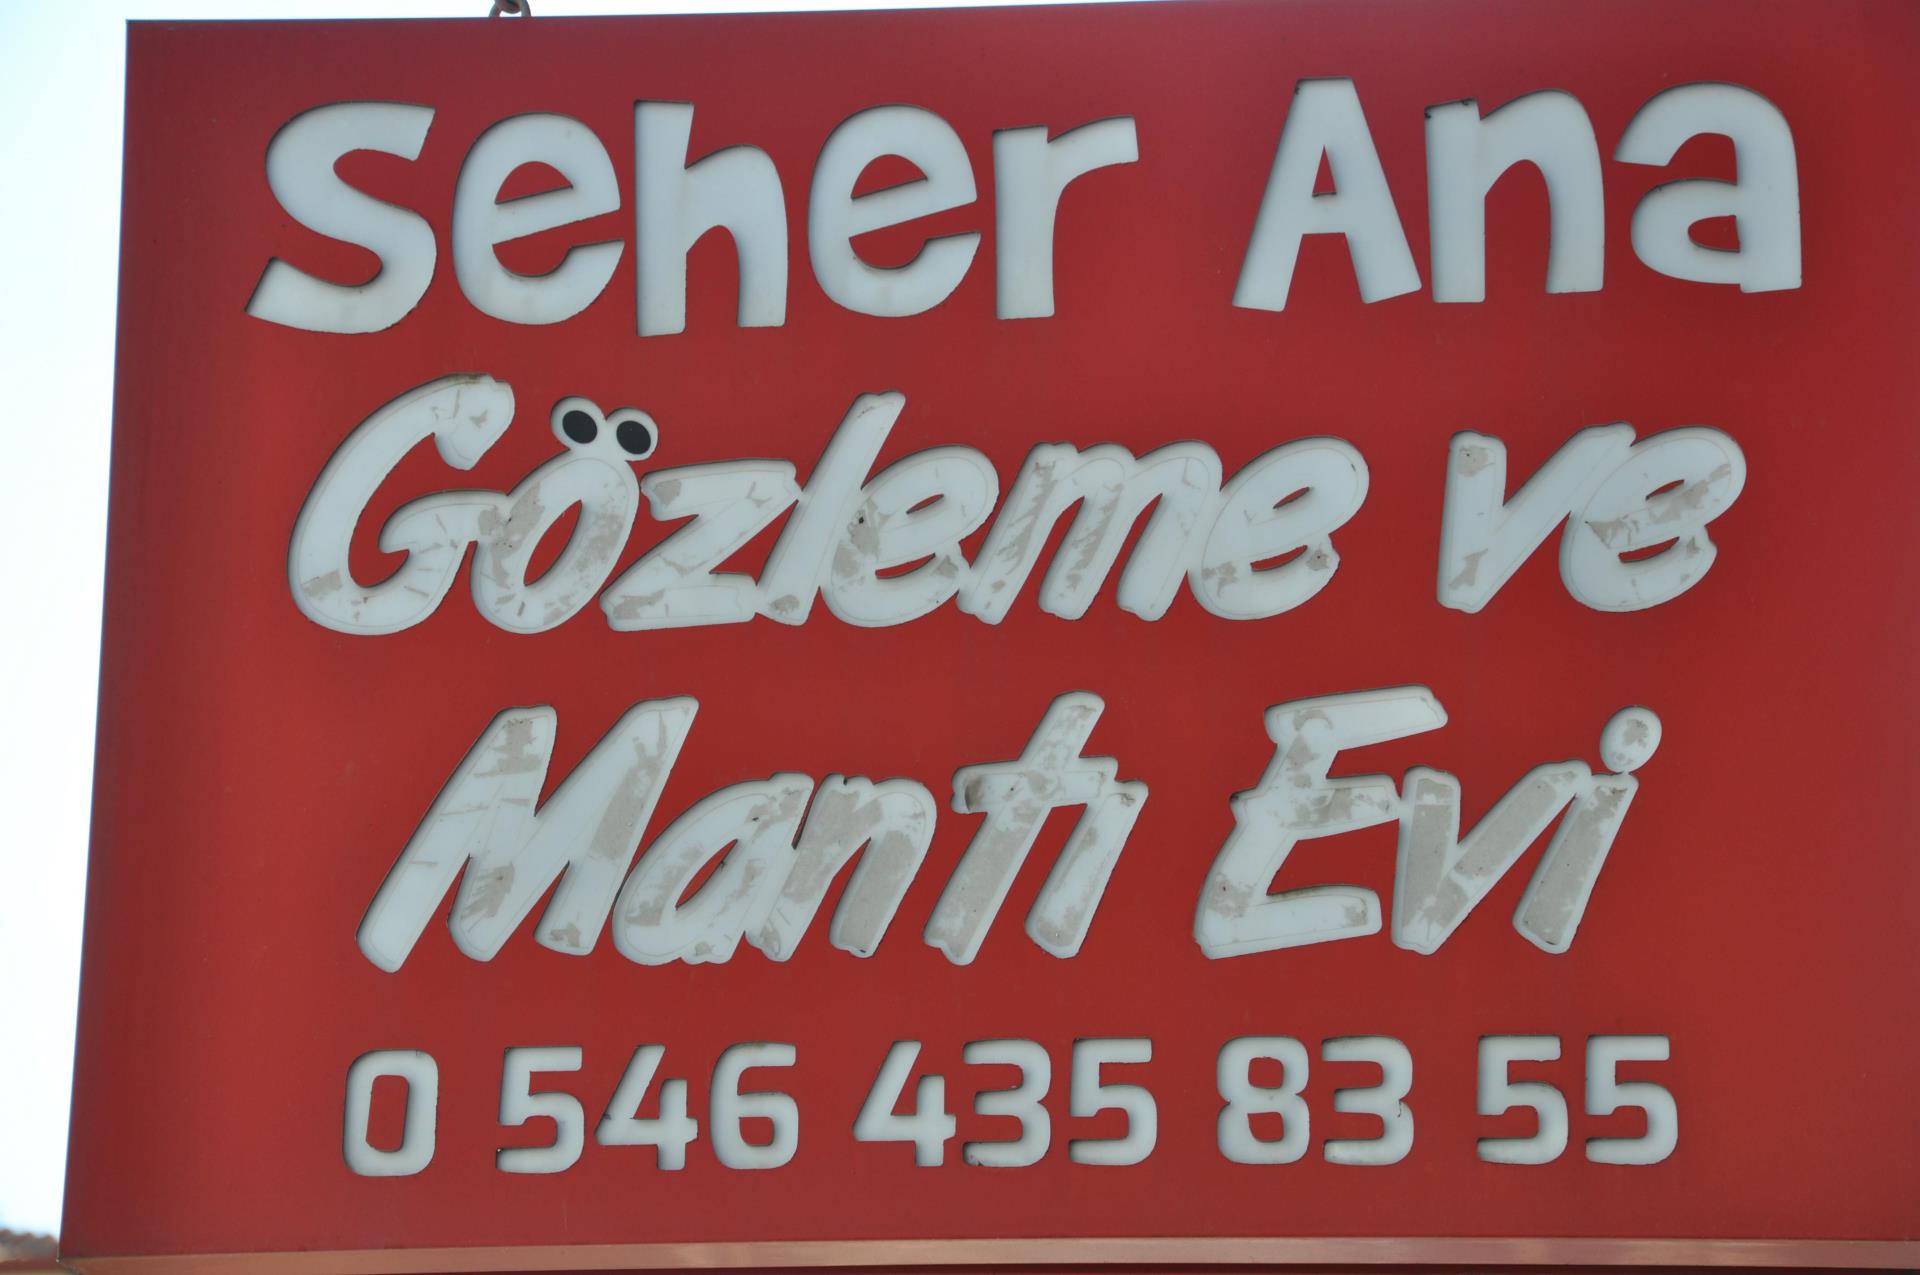 Seher Ana
Gözleme ve
Mantı Evi
0 546 435 83 55